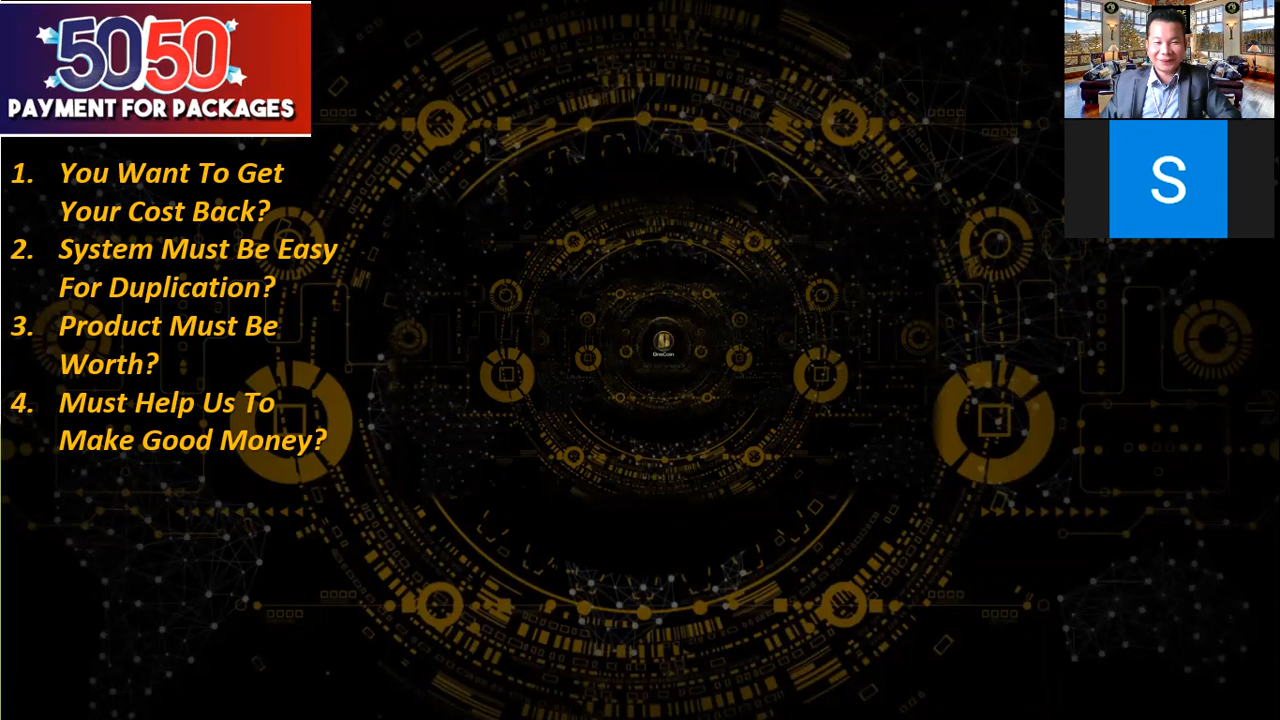 5050
PAYMENT FOR PACKAGES
1. You Want To Get
Your Cost Back?
2. System Must Be Easy
For Duplication?
3. Product Must Be
Worth?
4. Must Help Us To
Make Good Money?
OneCoin
S